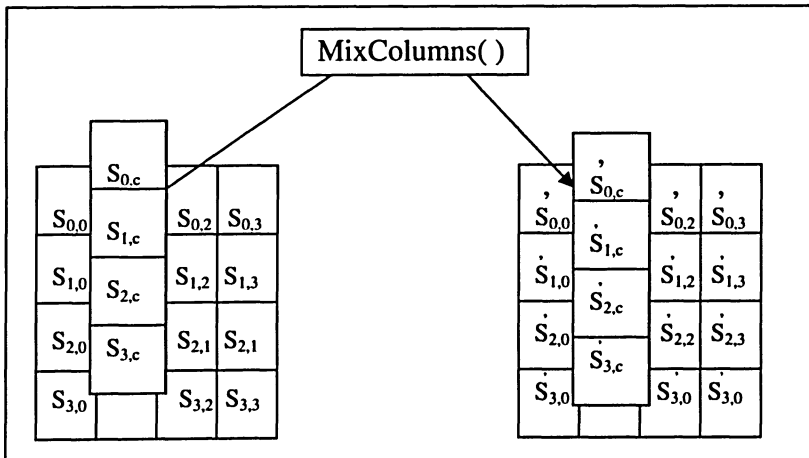 MixColumns( )
S0,c
S0,0 S1,c S0,2 S0,3
S1,0 S2,c S1,2 S1,3
S2,0 S3,c S2,1 S2,1
S3,0 S3,2 S3,3
S'0,c
S'0,0 S'1,c S'0,2 S'0,3
S'1,0 S'2,c S'1,2 S'1,3
S'2,0 S'3,c S'2,2 S'2,3
S'3,0 S'3,0 S'3,0